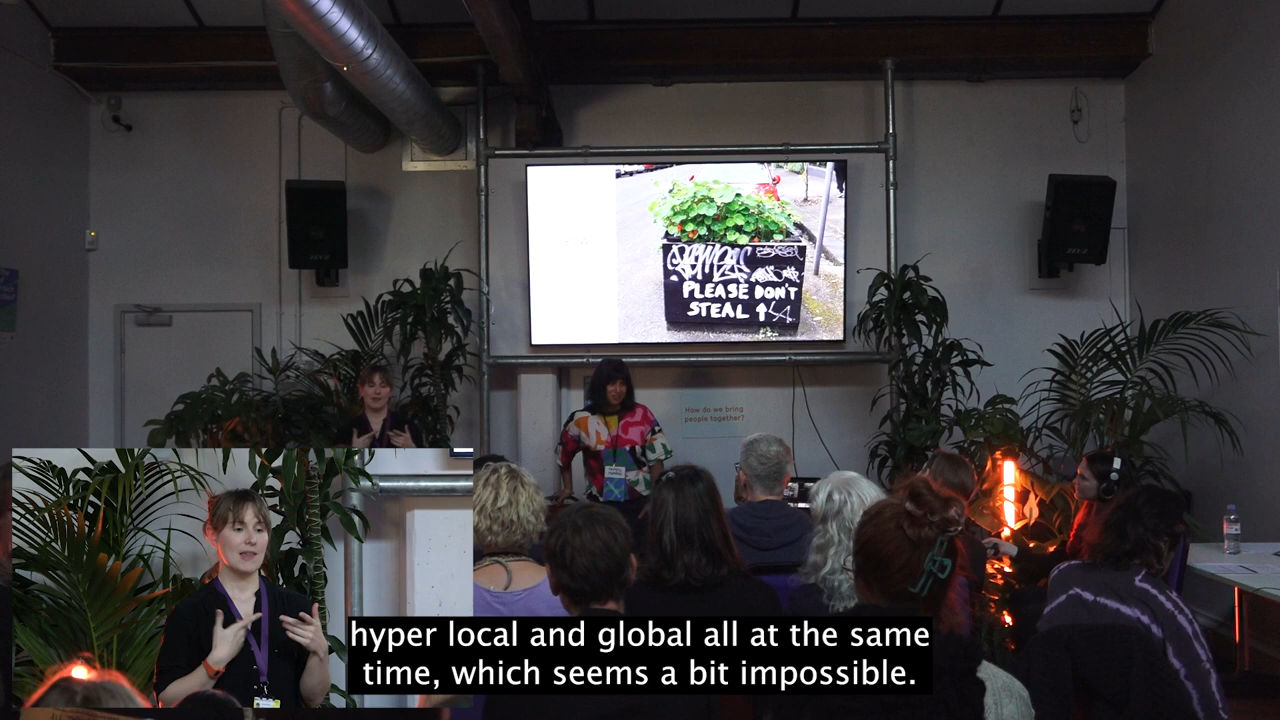 PLEASE DON'T
STEAL ↑
How do we bring
people together?
hyper local and global all at the same
time, which seems a bit impossible.